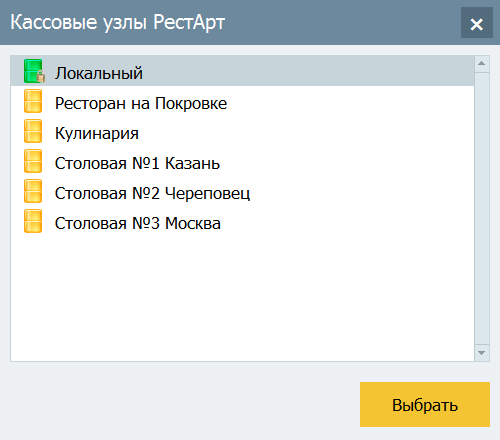 Кассовые узлы РестАрт
Локальный
Ресторан на Покровке
Кулинария
Столовая №1 Казань
Столовая №2 Череповец
Столовая №3 Москва
Выбрать